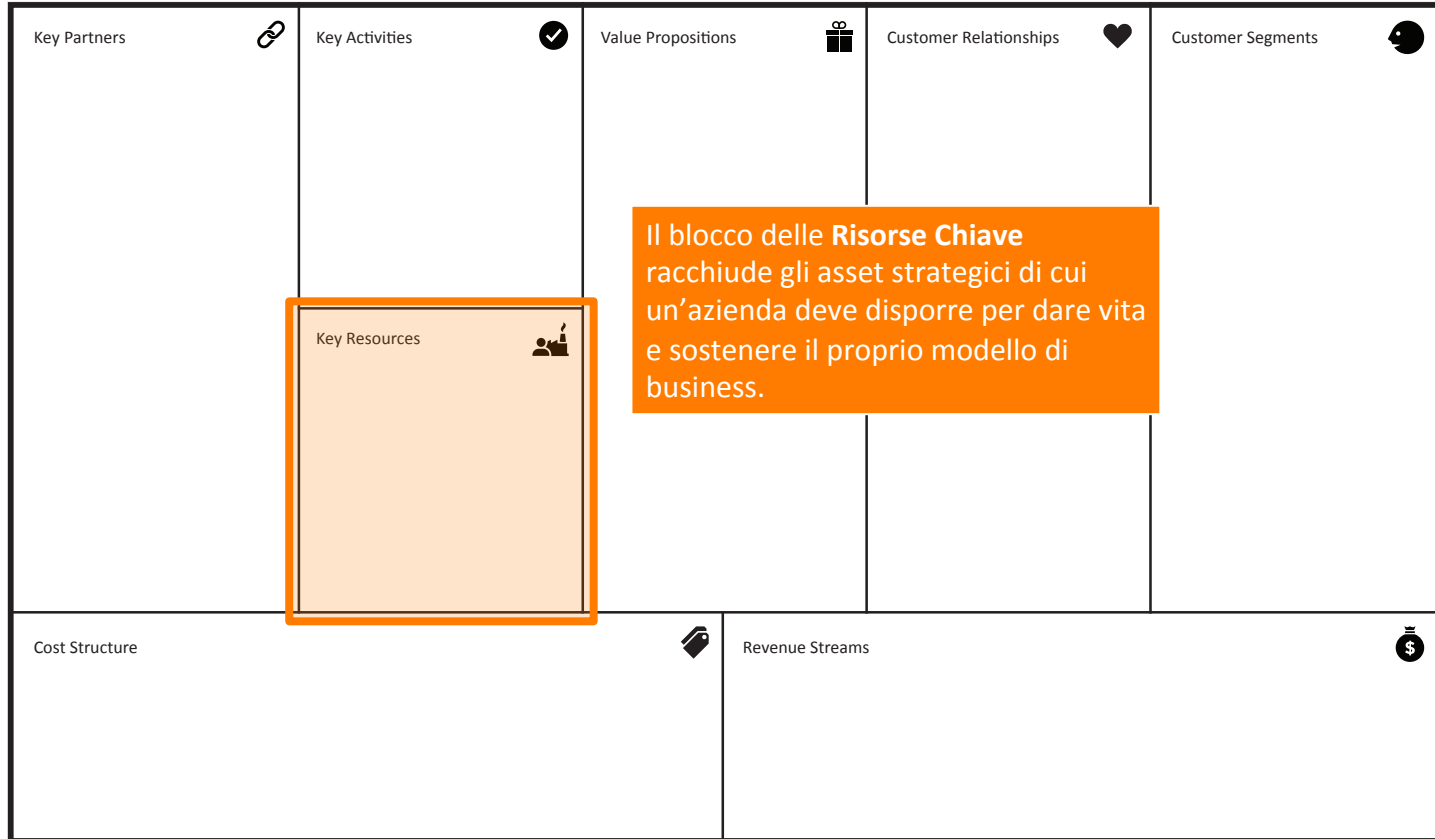 Key Partners
Key Activities
Value Propositions
Customer Relationships
Customer Segments
Il blocco delle Risorse Chiave
racchiude gli asset strategici di cui
un’azienda deve disporre per dare vita
e sostenere il proprio modello di
business.
Key Resources
Cost Structure
Revenue Streams
$